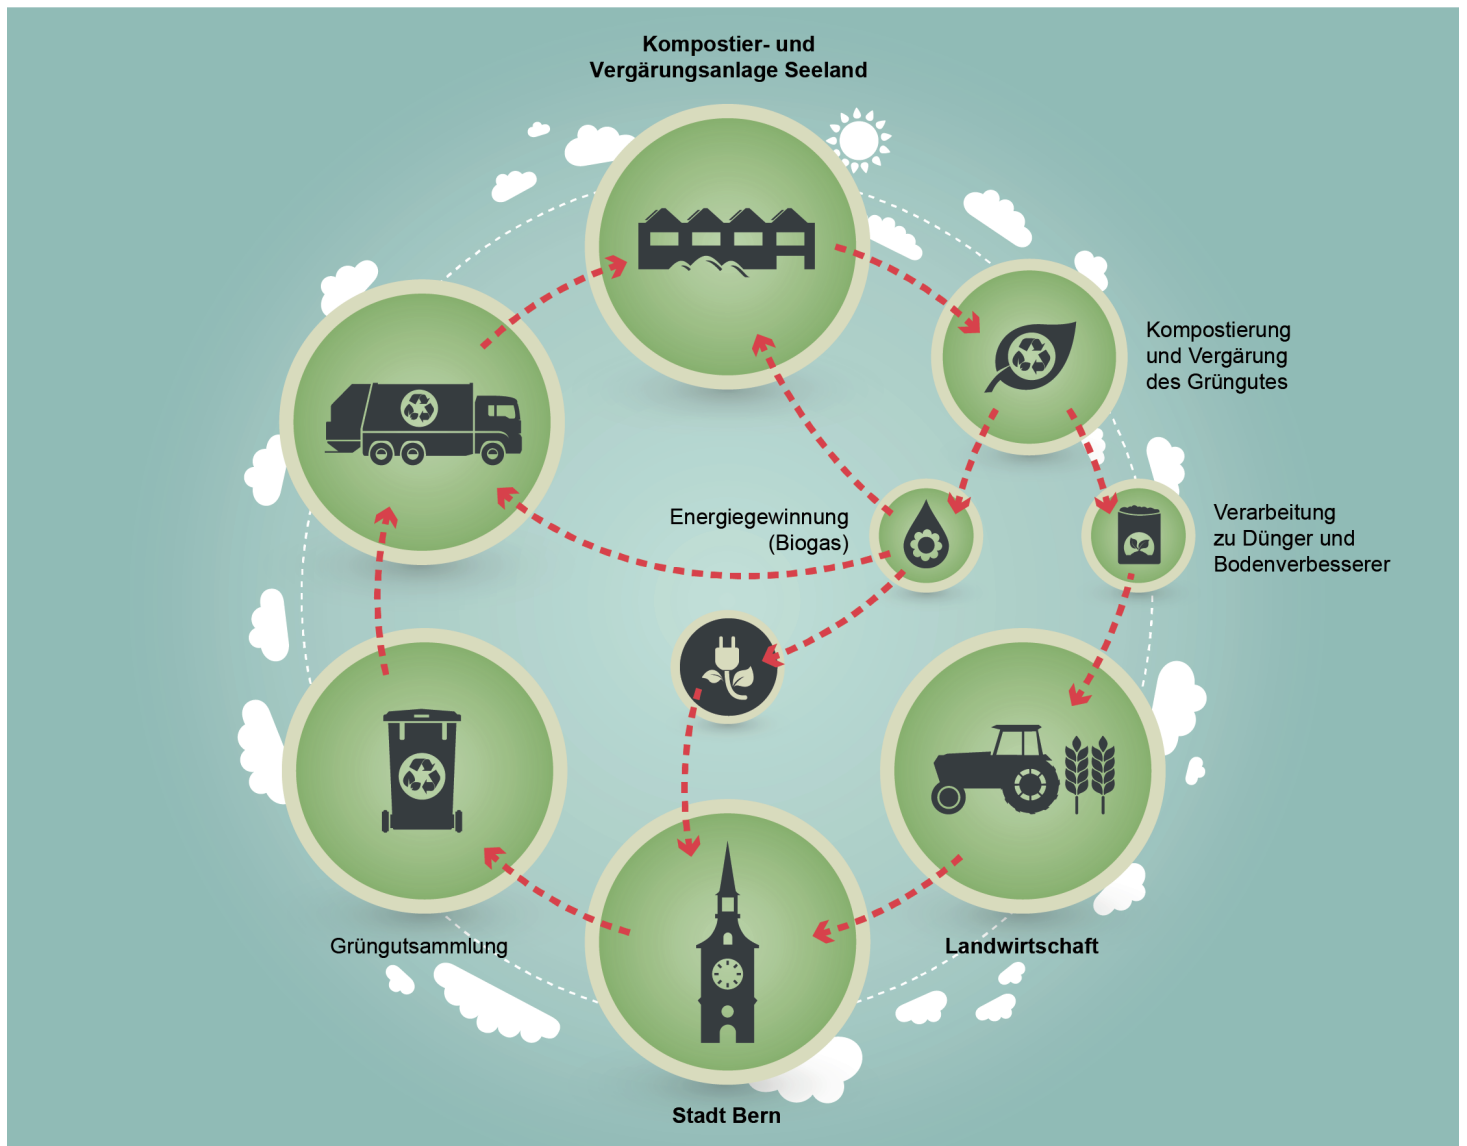 Kompostier- und
Vergärungsanlage Seeland
Kompostierung
und Vergärung
des Grüngutes
Energiegewinnung
(Biogas)
Verarbeitung
zu Dünger und
Bodenverbesserer
Grüngutsammlung
Landwirtschaft
Stadt Bern